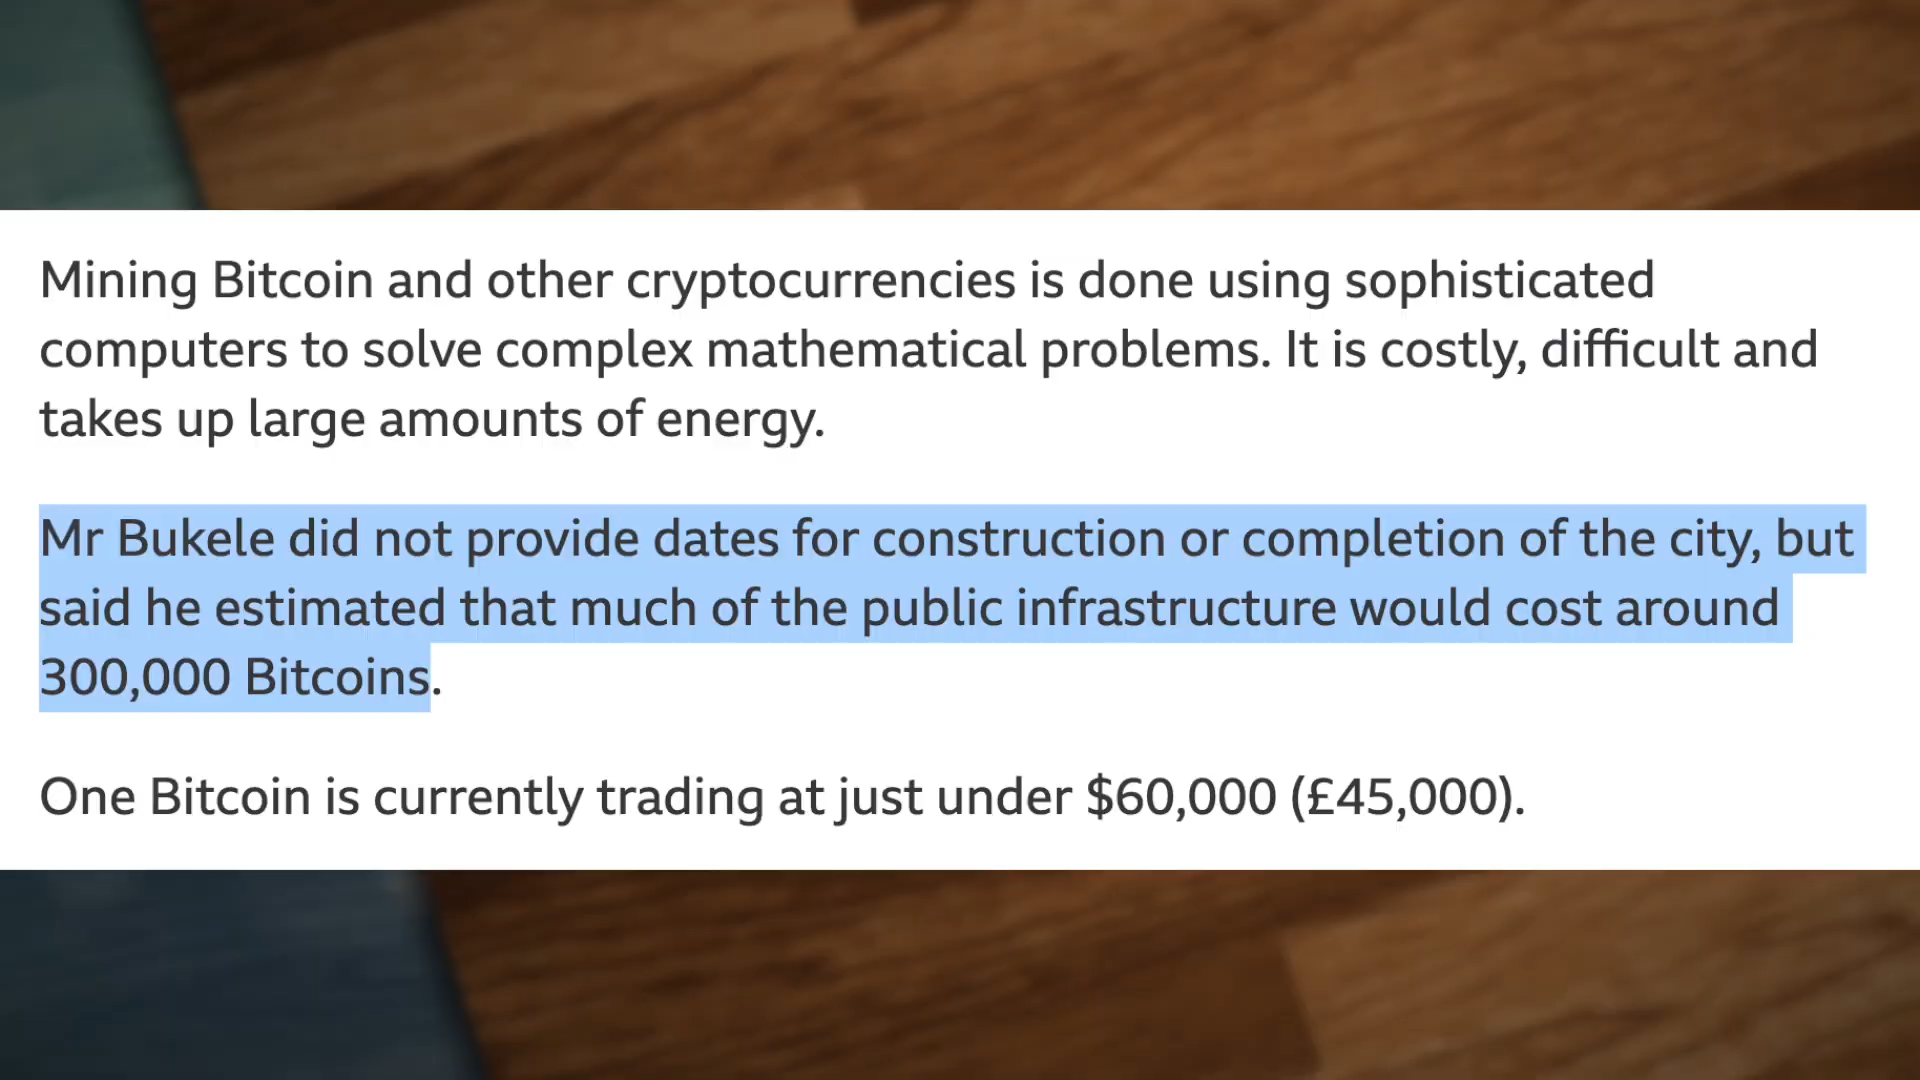 Mining Bitcoin and other cryptocurrencies is done using sophisticated
computers to solve complex mathematical problems. It is costly, difficult and
takes up large amounts of energy.
Mr Bukele did not provide dates for construction or completion of the city, but
said he estimated that much of the public infrastructure would cost around
300,000 Bitcoins.
One Bitcoin is currently trading at just under $60,000 (£45,000).